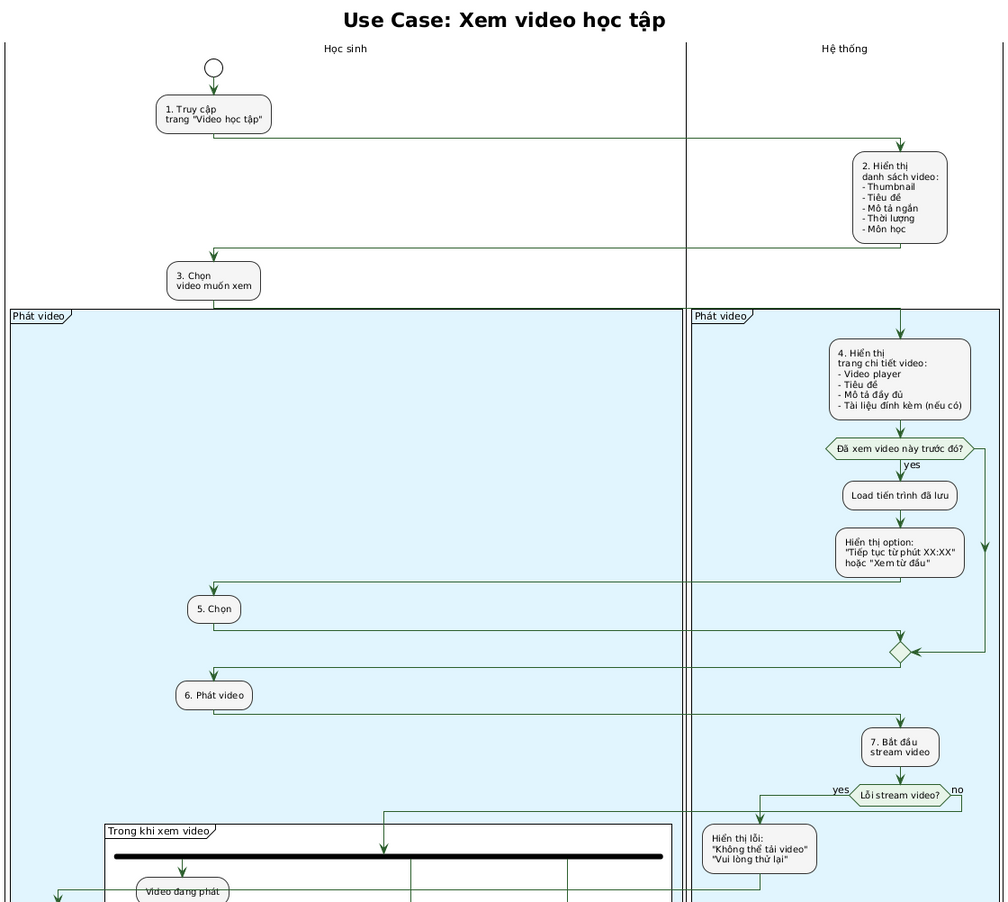 Use Case: Xem video học tập
Học sinh
Hệ thống
1. Truy cập
trang "Video học tập"
2. Hiển thị
danh sách video:
- Thumbnail
- Tiêu đề
- Mô tả ngắn
- Thời lượng
- Môn học
3. Chọn
video muốn xem
Phát video
Phát video
4. Hiển thị
trang chi tiết video:
- Video player
- Tiêu đề
- Mô tả đầy đủ
- Tài liệu đính kèm (nếu có)
Đã xem video này trước đó?
yes
Load tiến trình đã lưu
Hiển thị option:
"Tiếp tục từ phút XX:XX"
hoặc "Xem từ đầu"
5. Chọn
6. Phát video
7. Bắt đầu
stream video
yes
Lỗi stream video?
no
Trong khi xem video
Hiển thị lỗi:
"Không thể tải video"
"Vui lòng thử lại"
Video đang phát